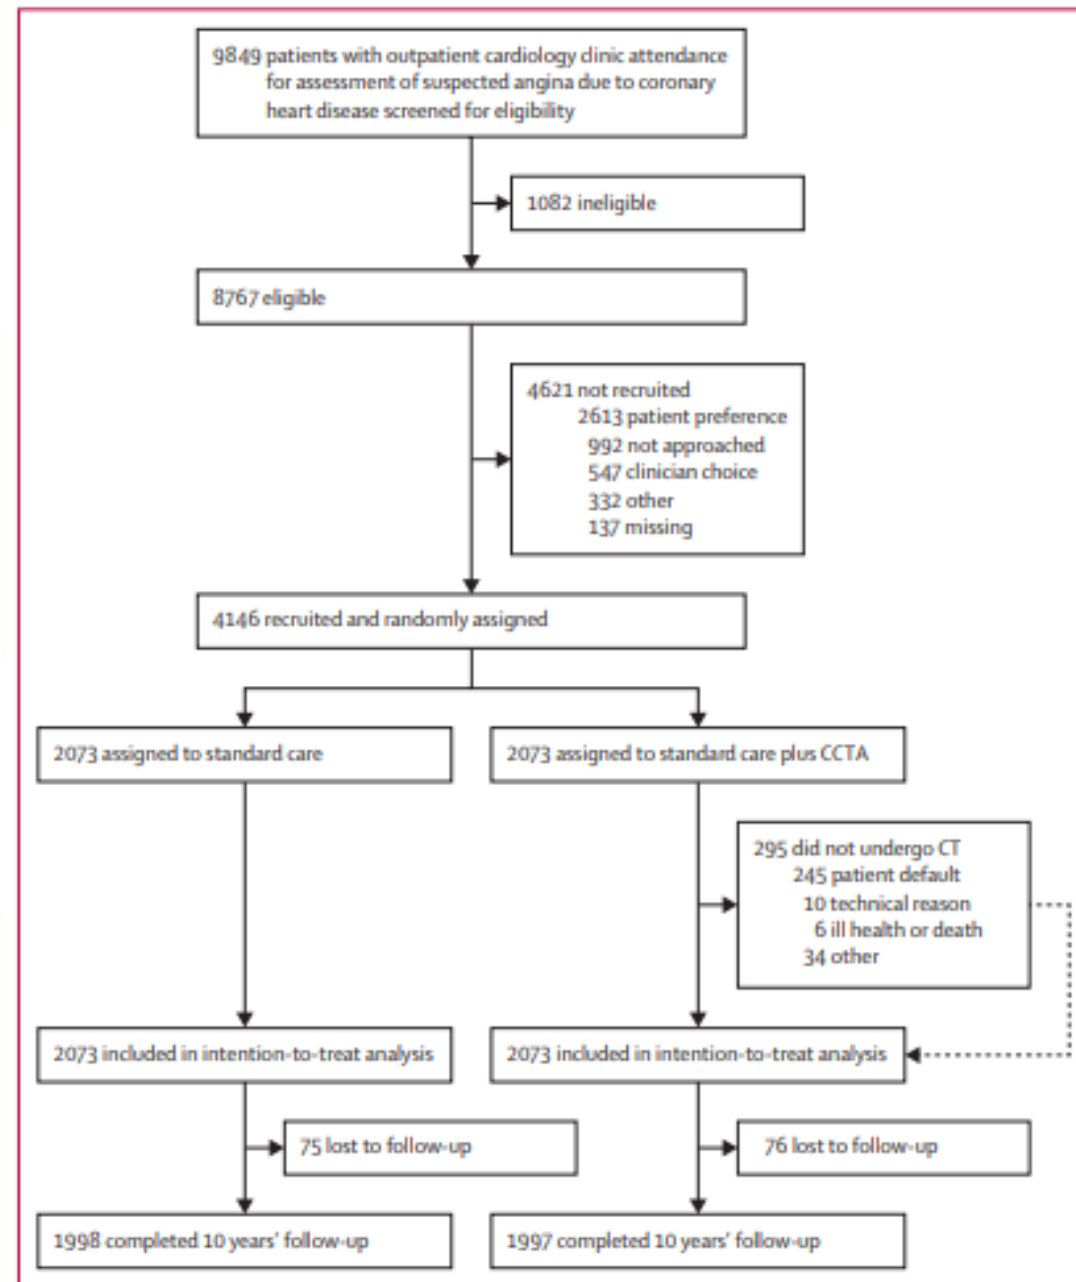 9849 patients with outpatient cardiology clinic attendance
for assessment of suspected angina due to coronary
heart disease screened for eligibility
1082 ineligible
8767 eligible
4621 not recruited
2613 patient preference
992 not approached
547 clinician choice
332 other
137 missing
4146 recruited and randomly assigned
2073 assigned to standard care
2073 assigned to standard care plus CCTA
295 did not undergo CT
245 patient default
10 technical reason
6 ill health or death
34 other
2073 included in intention-to-treat analysis
2073 included in intention-to-treat analysis
75 lost to follow-up
76 lost to follow-up
1998 completed 10 years' follow-up
1997 completed 10 years' follow-up